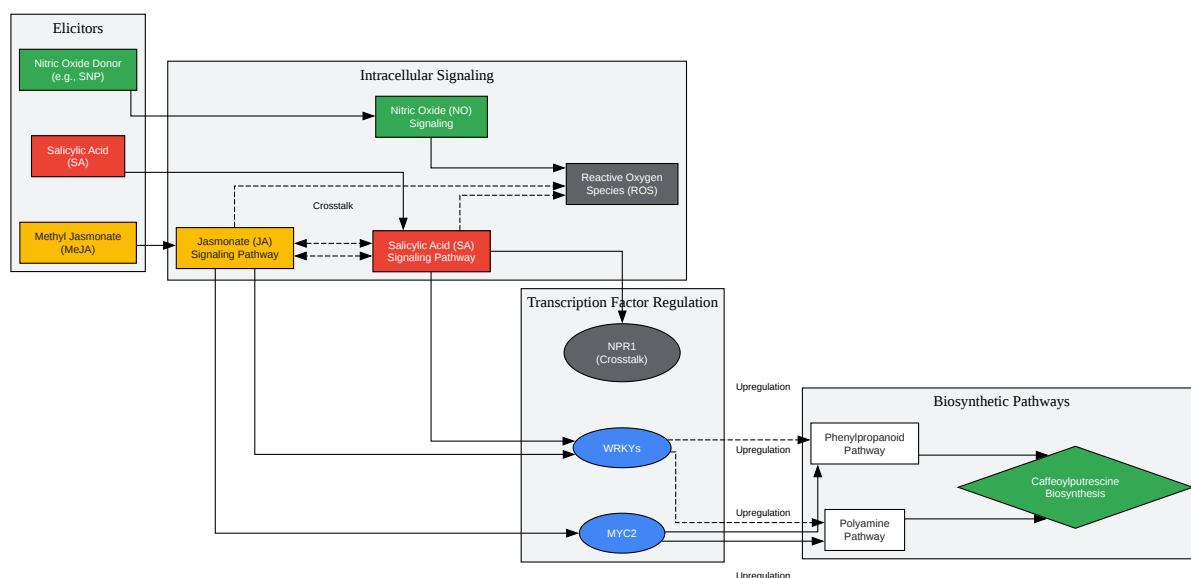 Elicitors
Nitric Oxide Donor
(e.g., SNP)
Salicylic Acid
(SA)
Methyl Jasmonate
(MeJA)
Intracellular Signaling
Nitric Oxide (NO)
Signaling
Reactive Oxygen
Species (ROS)
Crosstalk
Jasmonate (JA)
Signaling Pathway
Salicylic Acid (SA)
Signaling Pathway
Transcription Factor Regulation
NPR1
(Crosstalk)
WRKYs
MYC2
Upregulation
Upregulation
Upregulation
Upregulation
Biosynthetic Pathways
Phenylpropanoid
Pathway
Polyamine
Pathway
Caffeoylputrescine
Biosynthesis